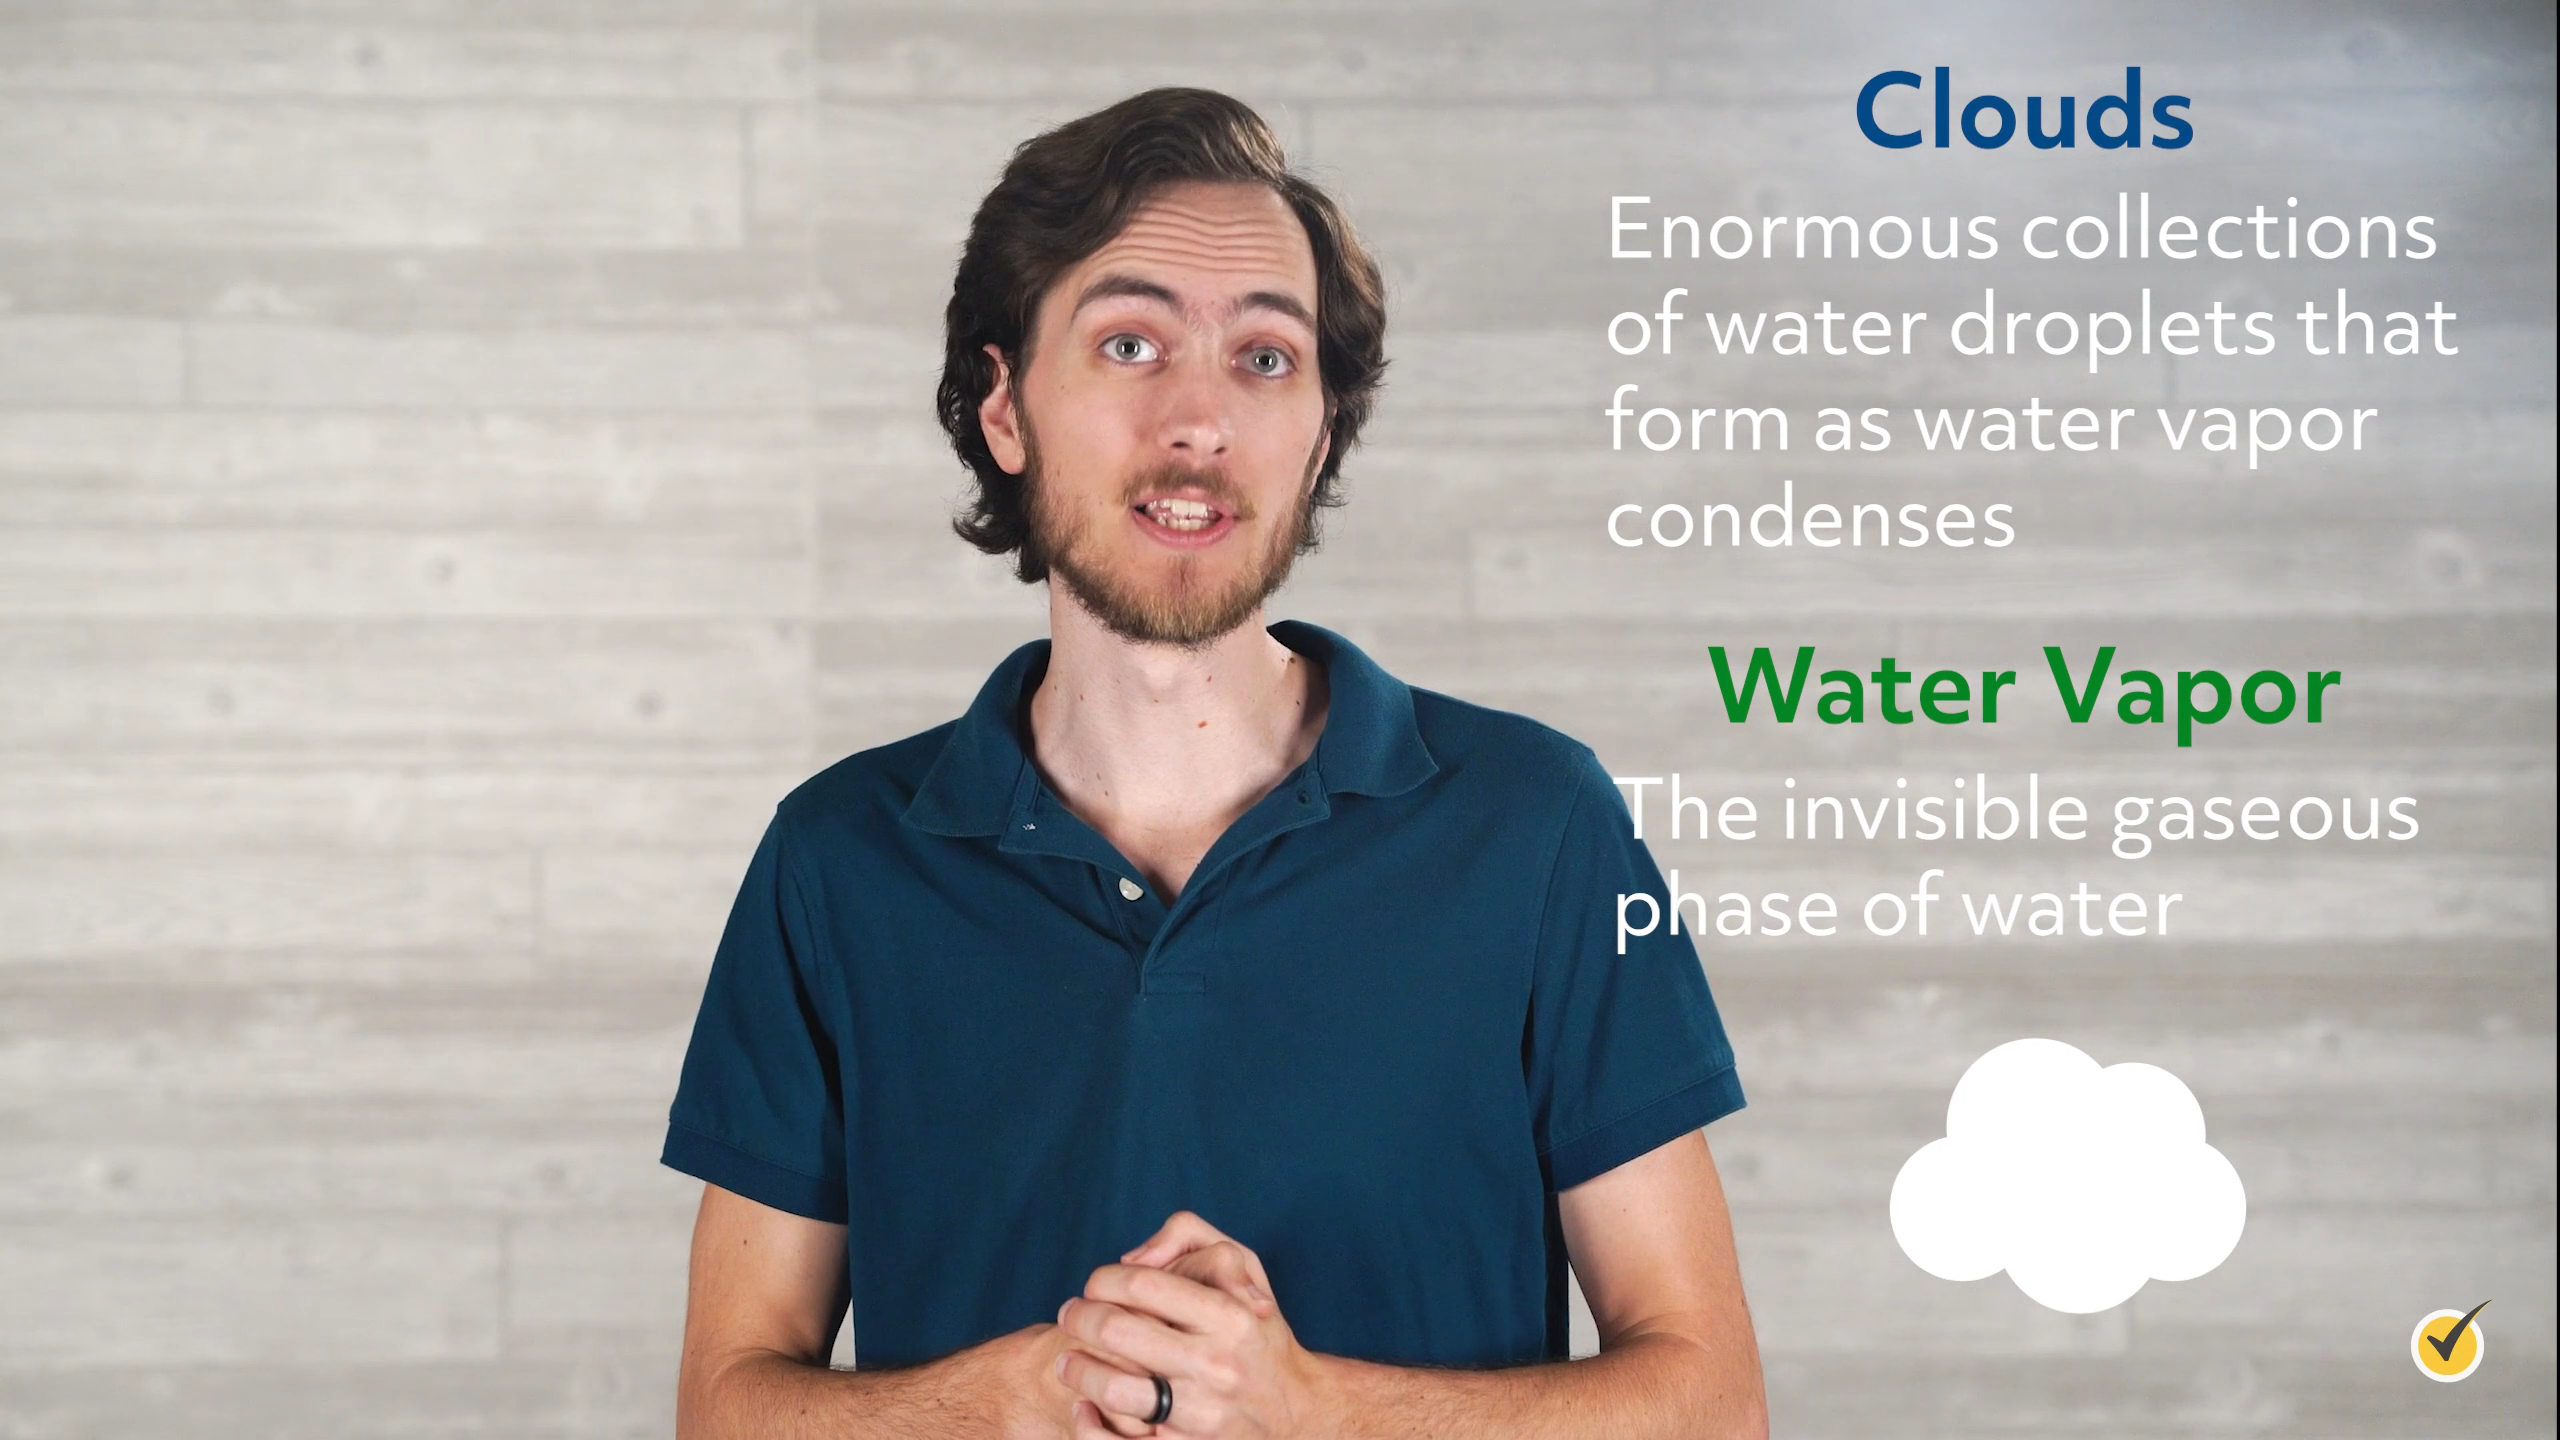 Clouds
Enormous collections
of water droplets that
form as water vapor
condenses
Water Vapor
The invisible gaseous
phase of water